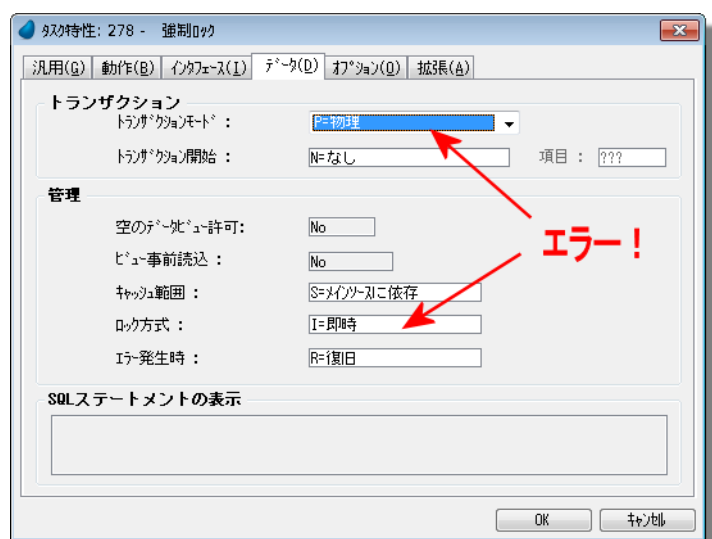 ﾀｽｸ特性: 278 - 強制ﾛｯｸ
汎用(G) 動作(B) ｲﾝﾀﾌｪｰｽ(I) ﾃﾞｰﾀ(D) ｵﾌﾟｼｮﾝ(O) 拡張(A)
トランザクション
ﾄﾗﾝｻﾞｸｼｮﾝﾓｰﾄﾞ: P=物理
ﾄﾗﾝｻﾞｸｼｮﾝ開始: N=なし 項目: ???
管理
空のﾃﾞｰﾀﾋﾞｭｰ許可: No
ﾋﾞｭｰ事前読込: No
エラー！
ｷｬｯｼｭ範囲: S=ﾒｲﾝｿｰｽに依存
ﾛｯｸ方式: I=即時
ｴﾗｰ発生時: R=復旧
SQLステートメントの表示
OK ｷｬﾝｾﾙ